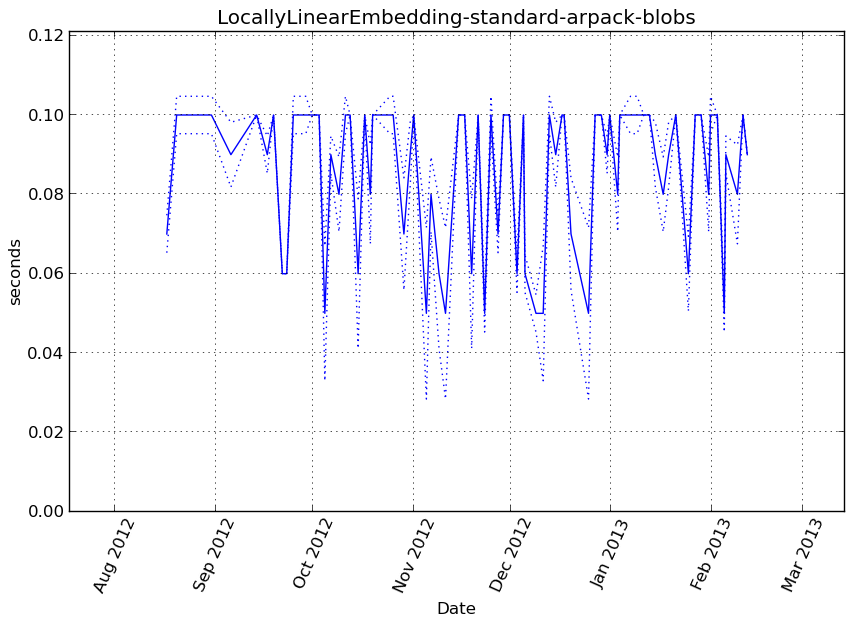 LocallyLinearEmbedding-standard-arpack-blobs
0.12
0.10
0.08
0.06
0.04
0.02
0.00
seconds
Aug 2012
Sep 2012
Oct 2012
Nov 2012
Dec 2012
Jan 2013
Feb 2013
Mar 2013
Date